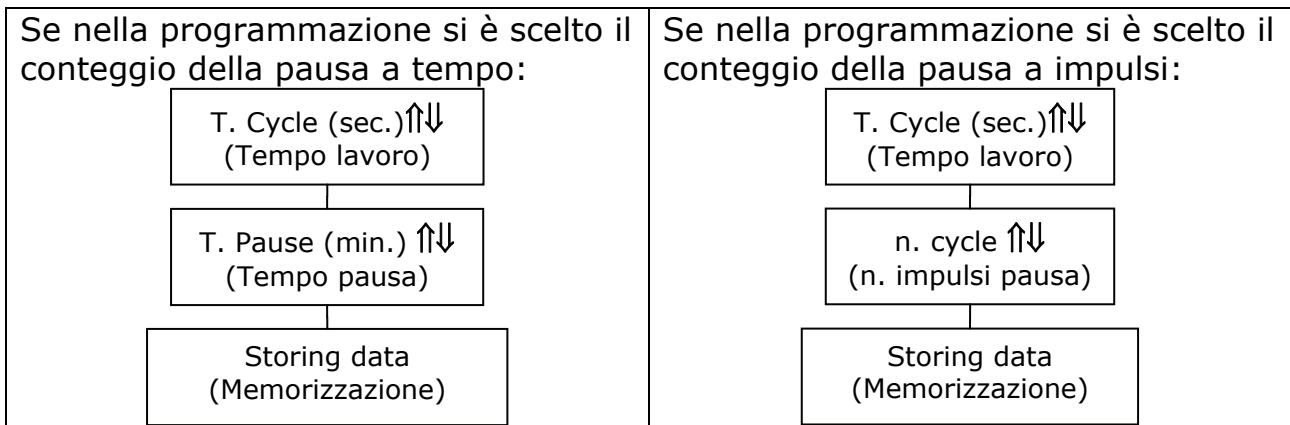 Se nella programmazione si è scelto il
conteggio della pausa a tempo:
T. Cycle (sec.)⇑⇓
(Tempo lavoro)
T. Pause (min.) ⇑⇓
(Tempo pausa)
Storing data
(Memorizzazione)
Se nella programmazione si è scelto il
conteggio della pausa a impulsi:
T. Cycle (sec.)⇑⇓
(Tempo lavoro)
n. cycle ⇑⇓
(n. impulsi pausa)
Storing data
(Memorizzazione)